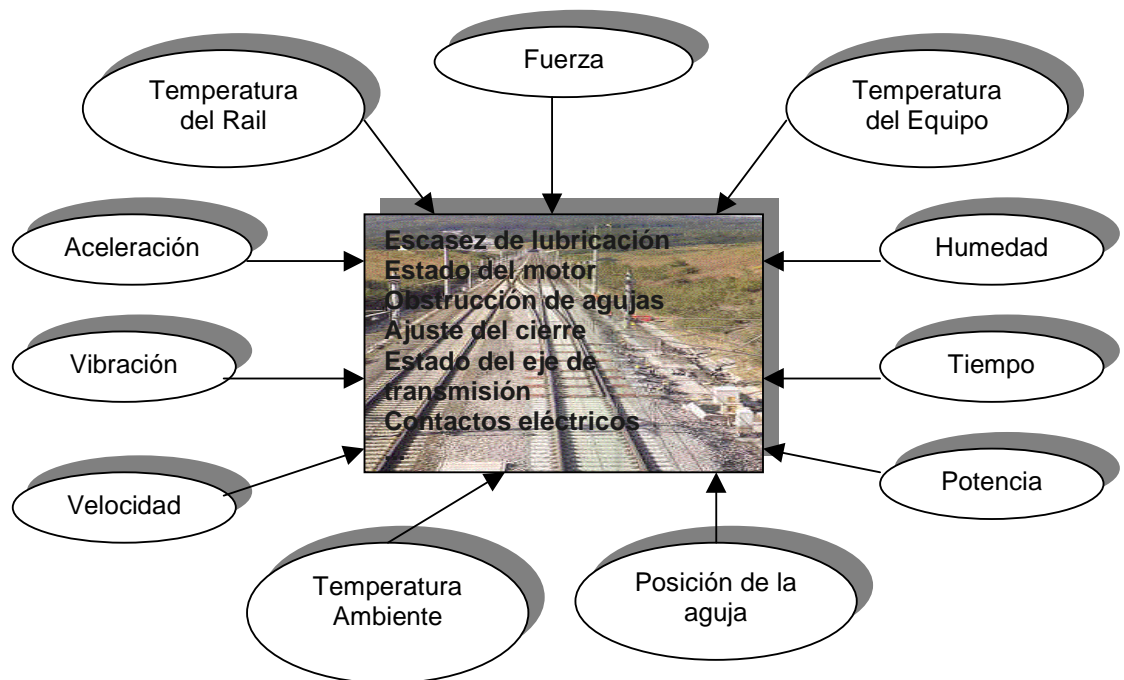 Fuerza
Temperatura
del Rail
Temperatura
del Equipo
Aceleración
Humedad
Escasez de lubricación
Estado del motor
Obstrucción de agujas
Ajuste del cierre
Estado del eje de
transmisión
Contactos eléctricos
Vibración
Tiempo
Velocidad
Potencia
Temperatura
Ambiente
Posición de la
aguja